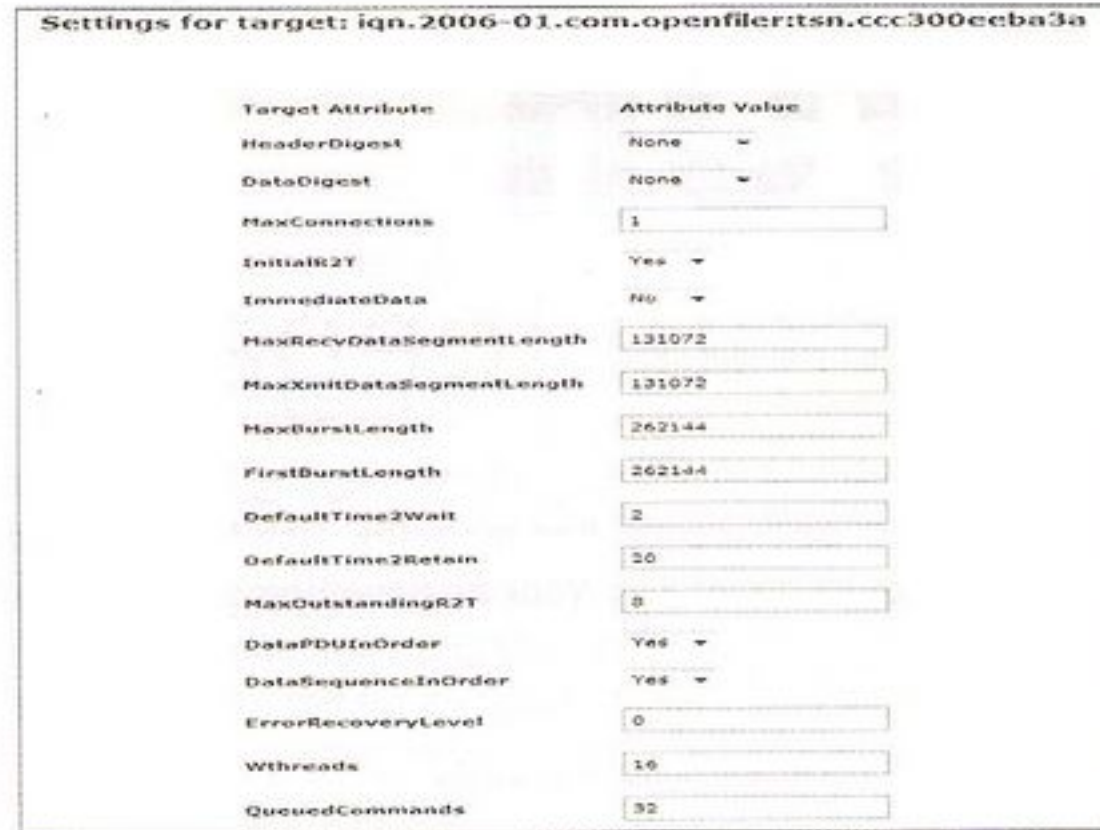 Settings for target: iqn.2006-01.com.openfiler:tsn.ccc300eeba3a
Target Attribute Attribute Value
HeaderDigest None
DataDigest None
MaxConnections 1
InitialR2T Yes
ImmediateData No
MaxRecvDataSegmentLength 131072
MaxXmitDataSegmentLength 131072
MaxBurstLength 262144
FirstBurstLength 262144
DefaultTime2Wait 2
DefaultTime2Retain 20
MaxOutstandingR2T 8
DataPDUInOrder Yes
DataSequenceInOrder Yes
ErrorRecoveryLevel 0
Wthreads 16
QueuedCommands 32